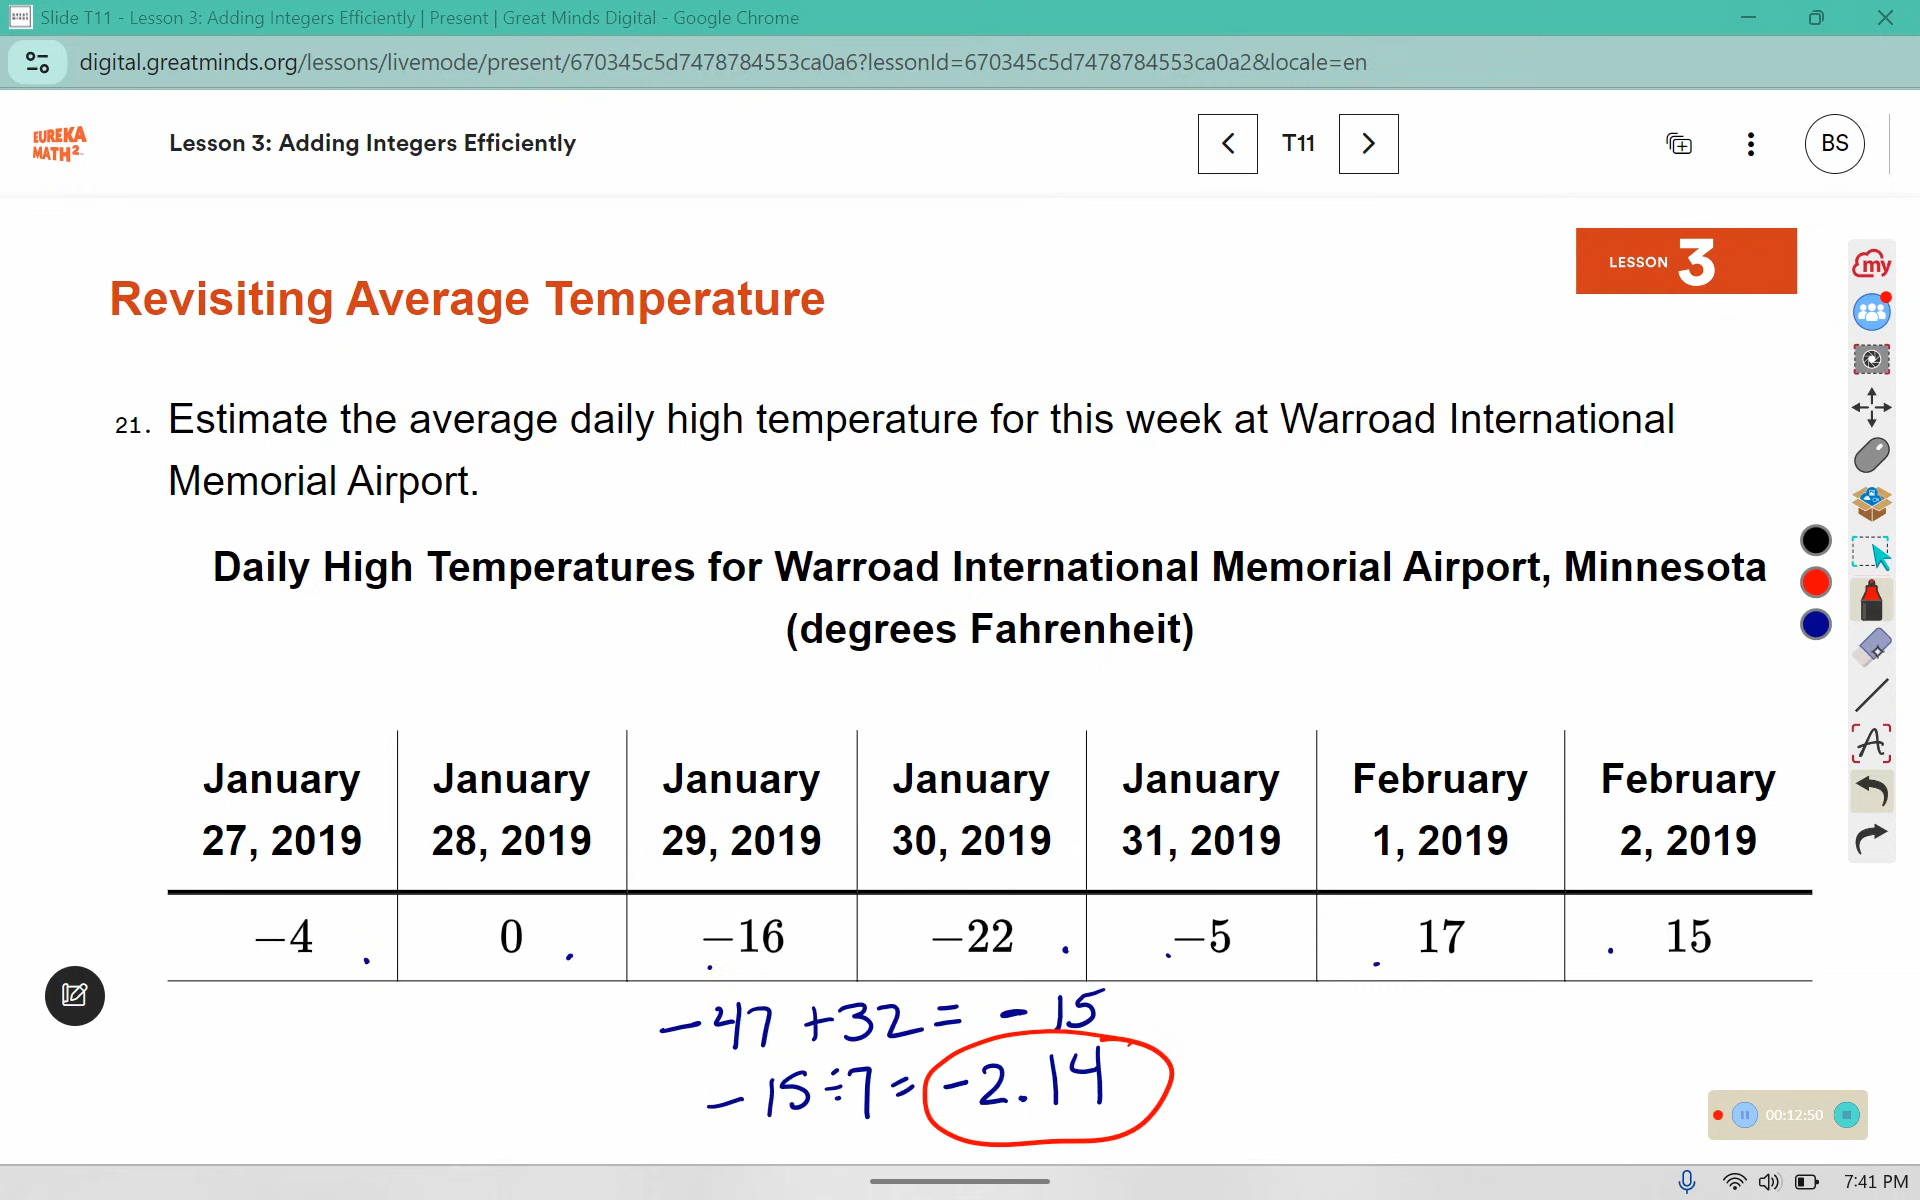 Slide T11 - Lesson 3: Adding Integers Efficiently | Present | Great Minds Digital - Google Chrome
digital.greatminds.org/lessons/livemode/present/670345c5d7478784553ca0a6?lessonId=670345c5d7478784553ca0a2&locale=en
EUREKA
MATH²
Lesson 3: Adding Integers Efficiently
T11
BS
LESSON 3
Revisiting Average Temperature
my
21. Estimate the average daily high temperature for this week at Warroad International
Memorial Airport.
Daily High Temperatures for Warroad International Memorial Airport, Minnesota
(degrees Fahrenheit)
January January January January January February February
27, 2019 28, 2019 29, 2019 30, 2019 31, 2019 1, 2019 2, 2019
−4 0 −16 −22 −5 17 15
-47 +32 = -15
-15 ÷ 7 = -2.14
00:12:50
7:41 PM